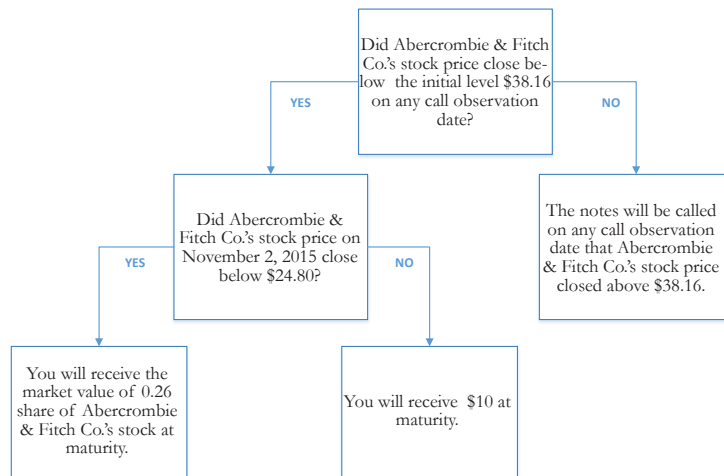 Did Abercrombie & Fitch
Co.'s stock price close be-
low the initial level $38.16
on any call observation
date?
YES
NO
Did Abercrombie &
Fitch Co.'s stock price on
November 2, 2015 close
below $24.80?
The notes will be called
on any call observation
date that Abercrombie
& Fitch Co.'s stock price
closed above $38.16.
YES
NO
You will receive the
market value of 0.26
share of Abercrombie
& Fitch Co.'s stock at
maturity.
You will receive $10 at
maturity.